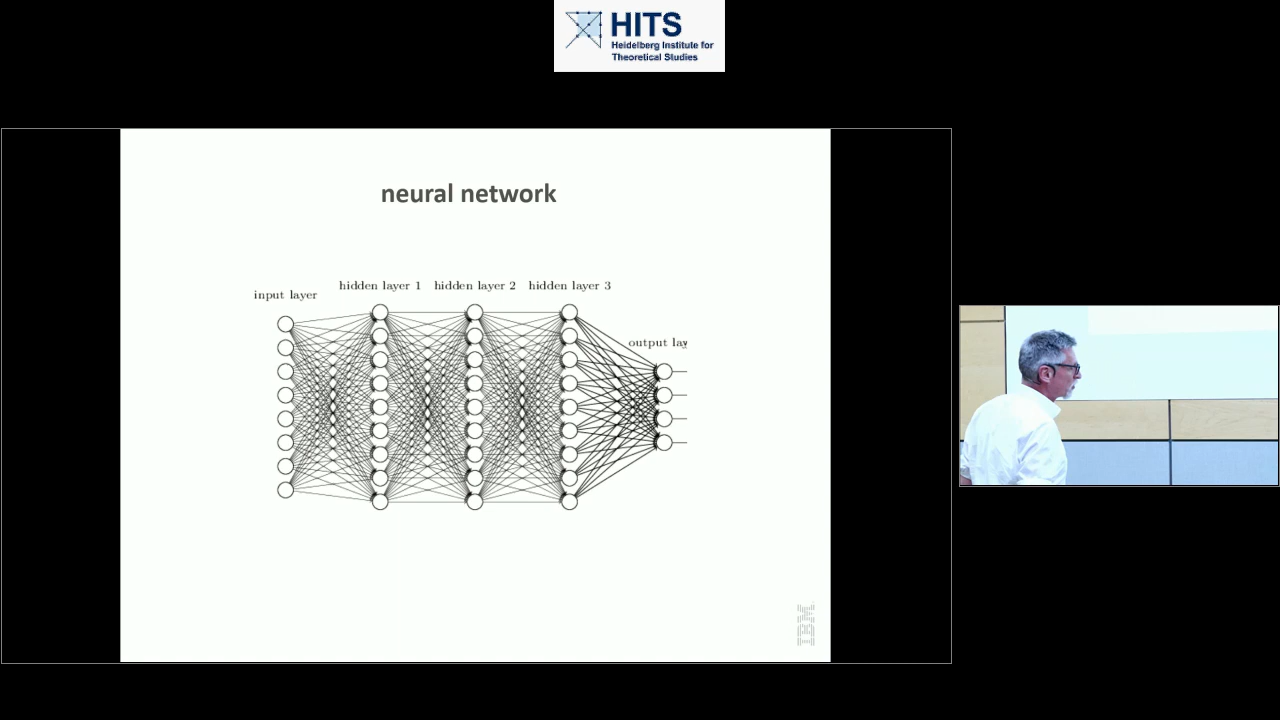 HITS
Heidelberg Institute for
Theoretical Studies
neural network
input layer
hidden layer 1
hidden layer 2
hidden layer 3
output lay
IBM